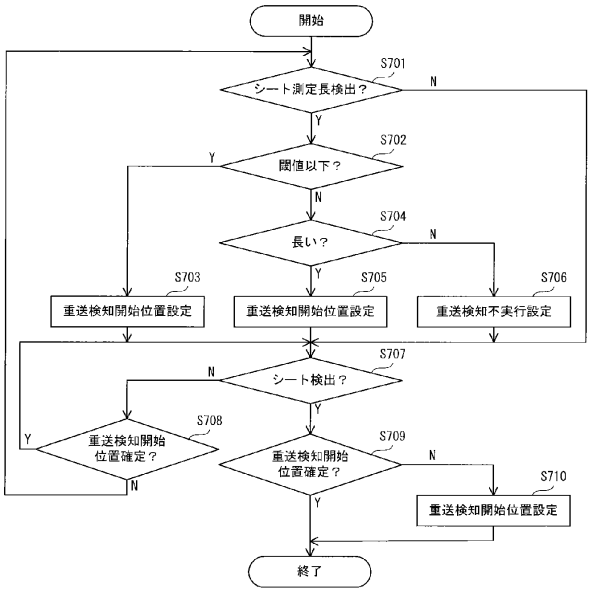 開始
S701
シート測定長検出？
N
Y
S702
閾値以下？
Y
N
S704
長い？
N
Y
S703
重送検知開始位置設定
S705
重送検知開始位置設定
S706
重送検知不実行設定
S707
シート検出？
N
Y
S708
重送検知開始
位置確定？
Y
N
S709
重送検知開始
位置確定？
N
Y
S710
重送検知開始位置設定
終了